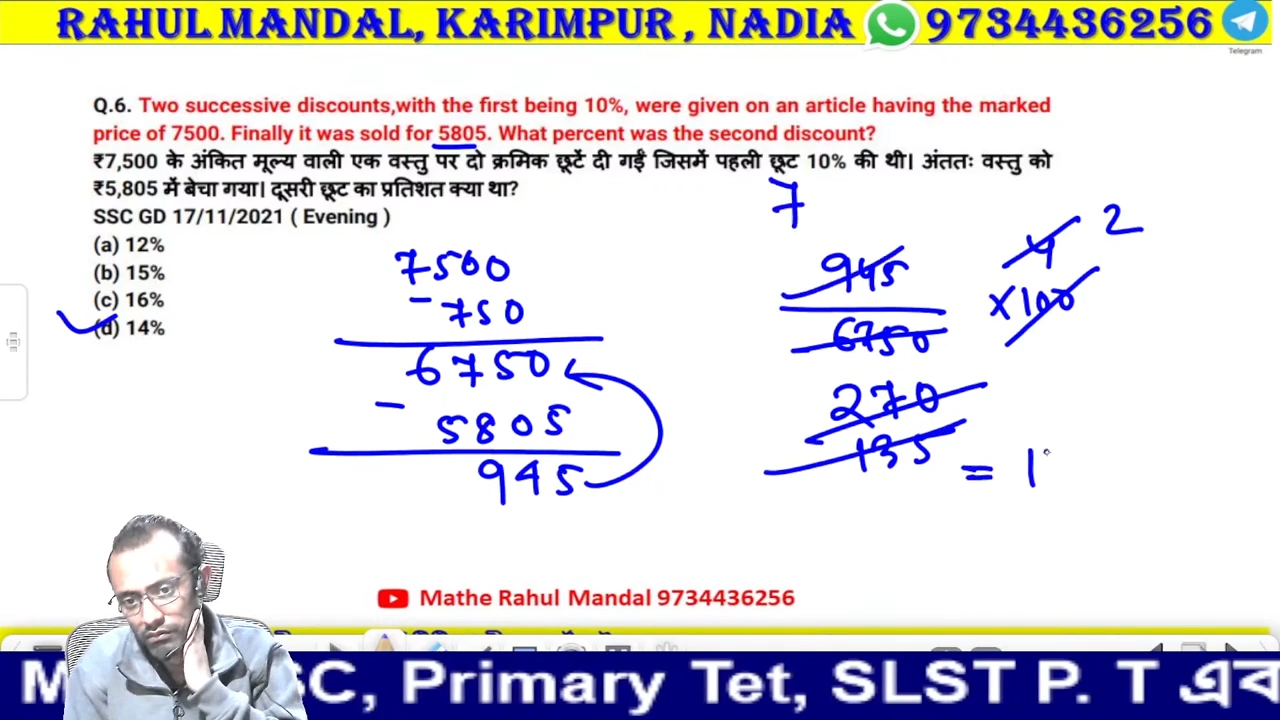 RAHUL MANDAL, KARIMPUR , NADIA 9734436256
Telegram
Q.6. Two successive discounts,with the first being 10%, were given on an article having the marked
price of 7500. Finally it was sold for 5805. What percent was the second discount?
₹7,500 के अंकित मूल्य वाली एक वस्तु पर दो क्रमिक छूटें दी गईं जिसमें पहली छूट 10% की थी। अंततः वस्तु को
₹5,805 में बेचा गया। दूसरी छूट का प्रतिशत क्या था?
SSC GD 17/11/2021 ( Evening )
(a) 12%
(b) 15%
(c) 16%
(d) 14%
7500
- 750
6750
- 5805
945
7
945
6750
270
135
4 2
×100
= 1
Mathe Rahul Mandal 9734436256
SC, Primary Tet, SLST P. T এব